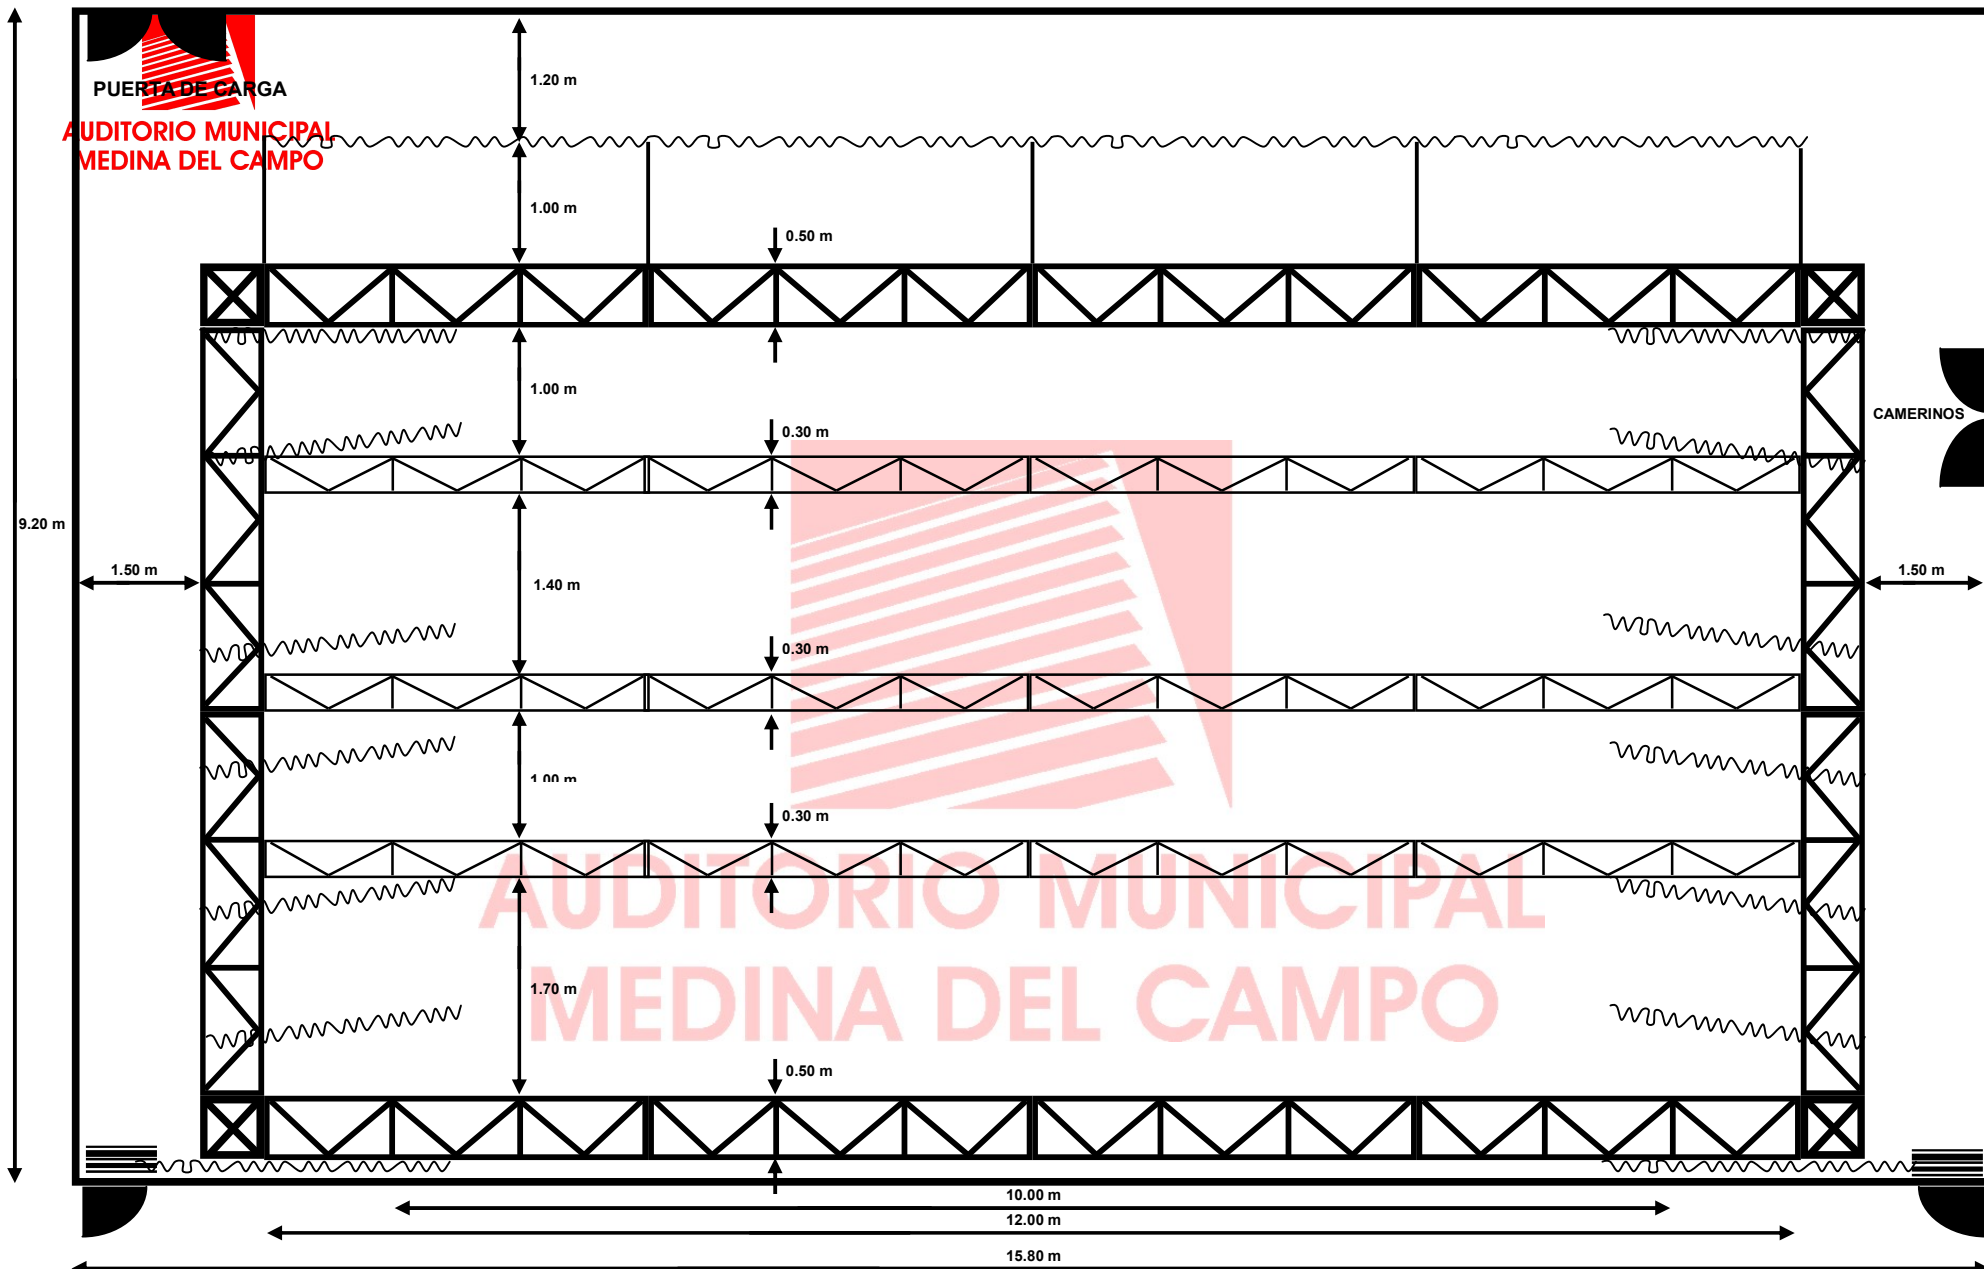 1.20 m
PUERTA DE CARGA
AUDITORIO MUNICIPAL
MEDINA DEL CAMPO
1.00 m
0.50 m
1.00 m
CAMERINOS
0.30 m
9.20 m
1.50 m
1.40 m
1.50 m
0.30 m
1.00 m
0.30 m
AUDITORIO MUNICIPAL
MEDINA DEL CAMPO
1.70 m
0.50 m
10.00 m
12.00 m
15.80 m